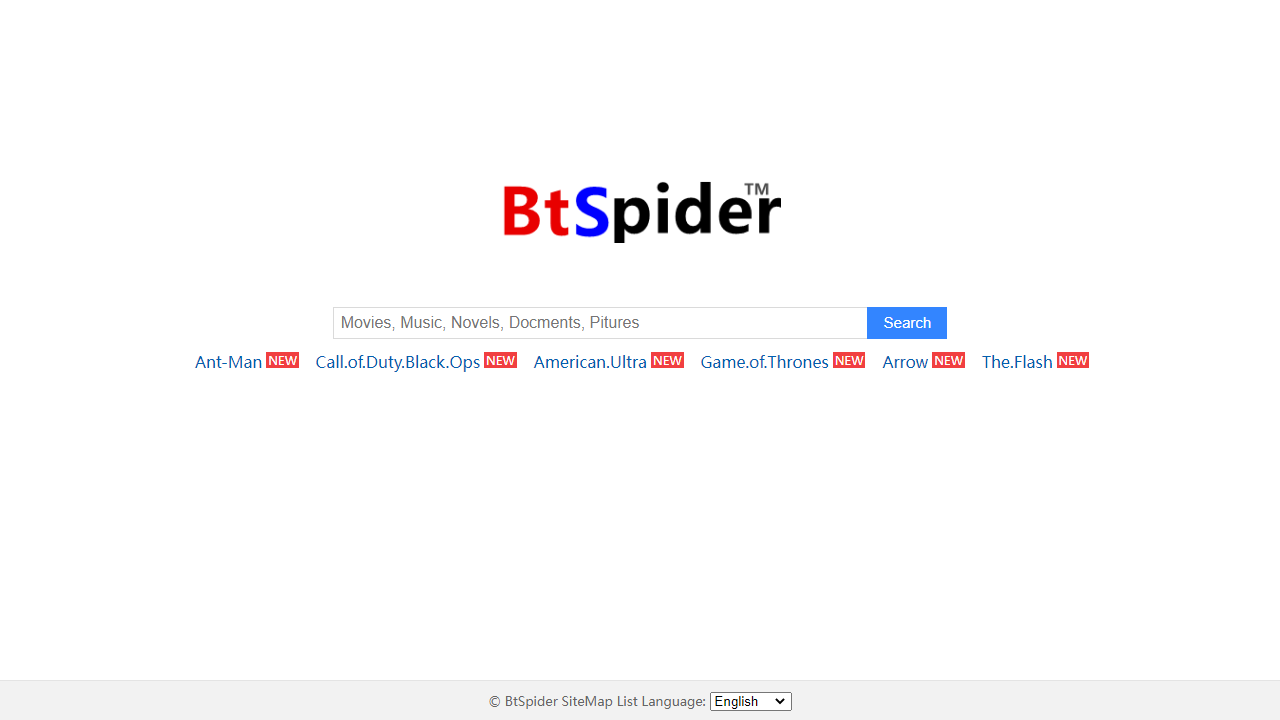 BtSpider™
Movies, Music, Novels, Docments, Pitures
Search
Ant-Man NEW Call.of.Duty.Black.Ops NEW American.Ultra NEW Game.of.Thrones NEW Arrow NEW The.Flash NEW
© BtSpider SiteMap List Language: English